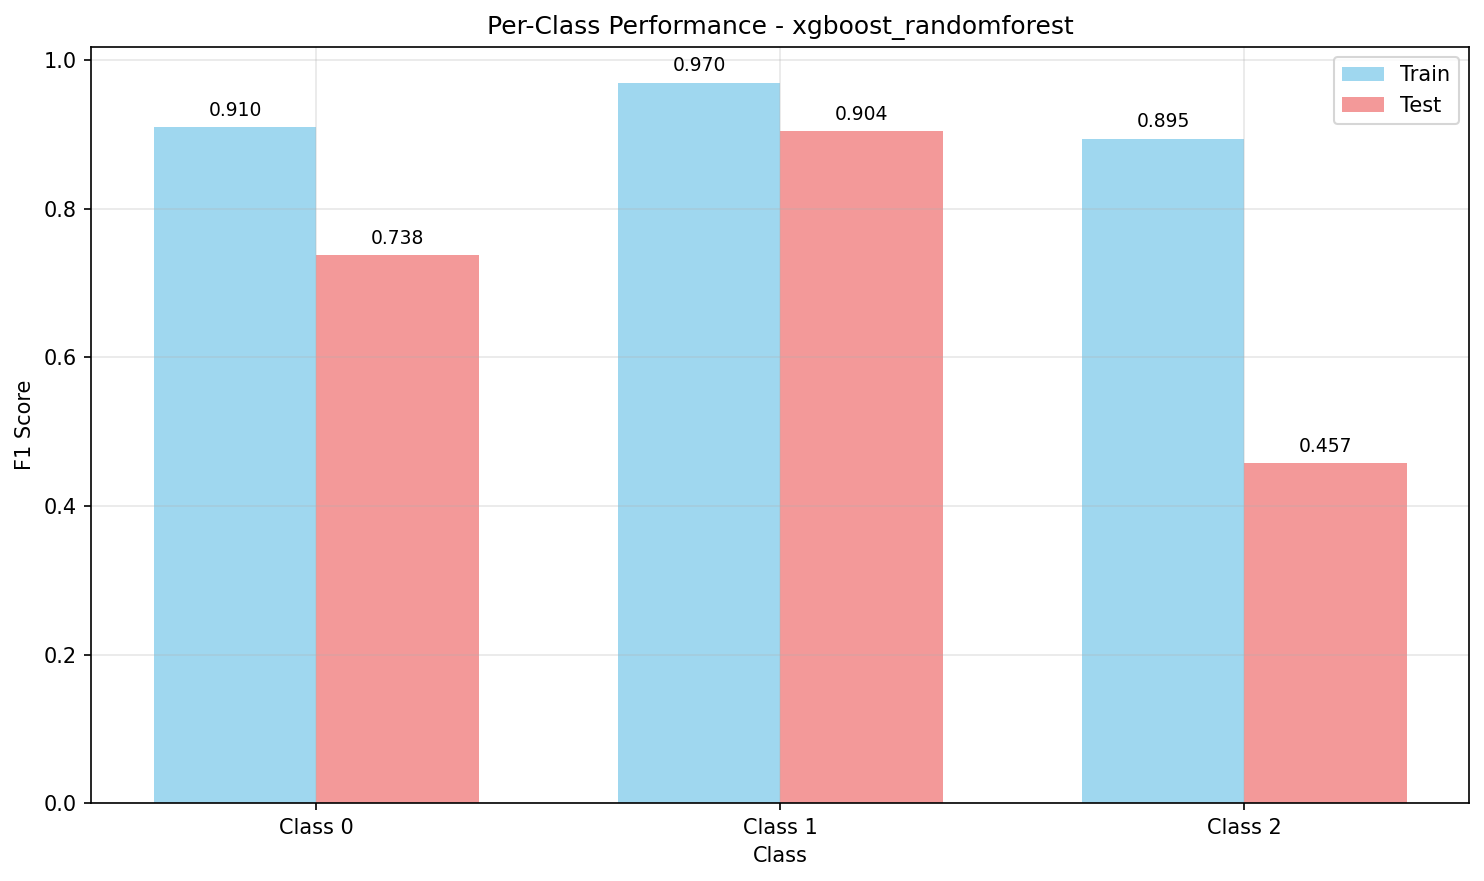 Per-Class Performance - xgboost_randomforest
Train
Test
F1 Score
1.0
0.8
0.6
0.4
0.2
0.0
0.910
0.738
0.970
0.904
0.895
0.457
Class 0
Class 1
Class 2
Class